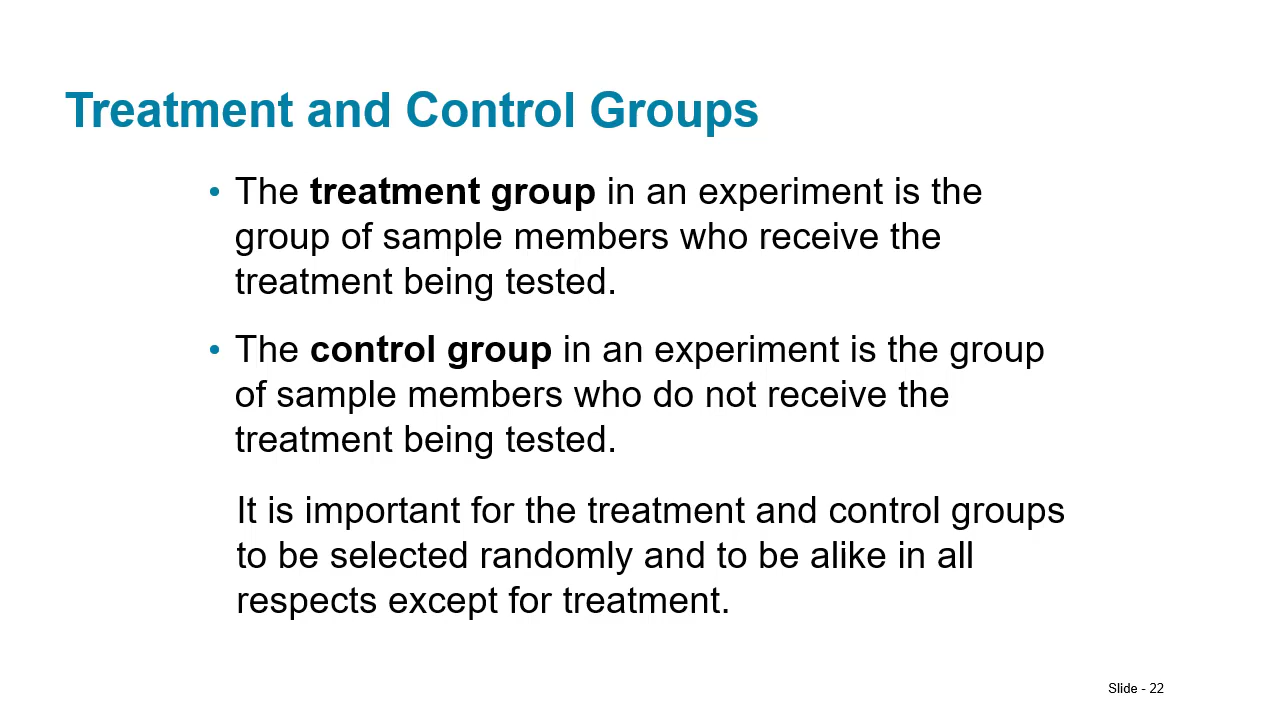 Treatment and Control Groups
• The treatment group in an experiment is the
group of sample members who receive the
treatment being tested.
• The control group in an experiment is the group
of sample members who do not receive the
treatment being tested.
It is important for the treatment and control groups
to be selected randomly and to be alike in all
respects except for treatment.
Slide - 22